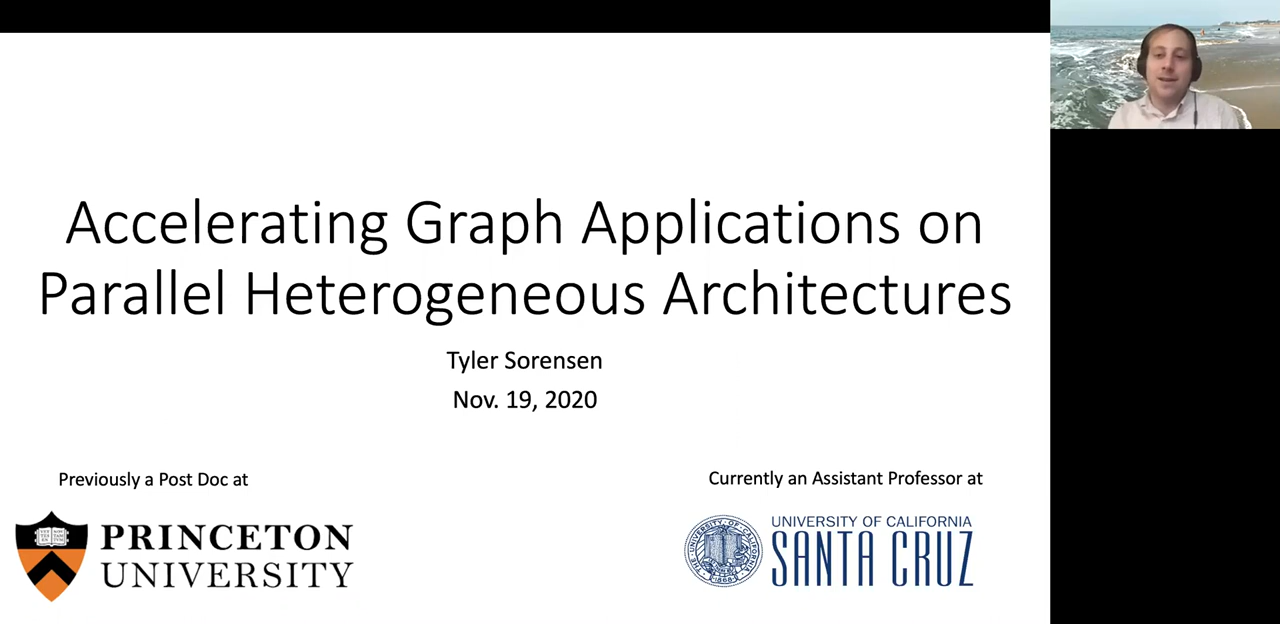 Accelerating Graph Applications on
Parallel Heterogeneous Architectures
Tyler Sorensen
Nov. 19, 2020
Previously a Post Doc at
Currently an Assistant Professor at
PRINCETON
UNIVERSITY
UNIVERSITY OF CALIFORNIA
SANTA CRUZ